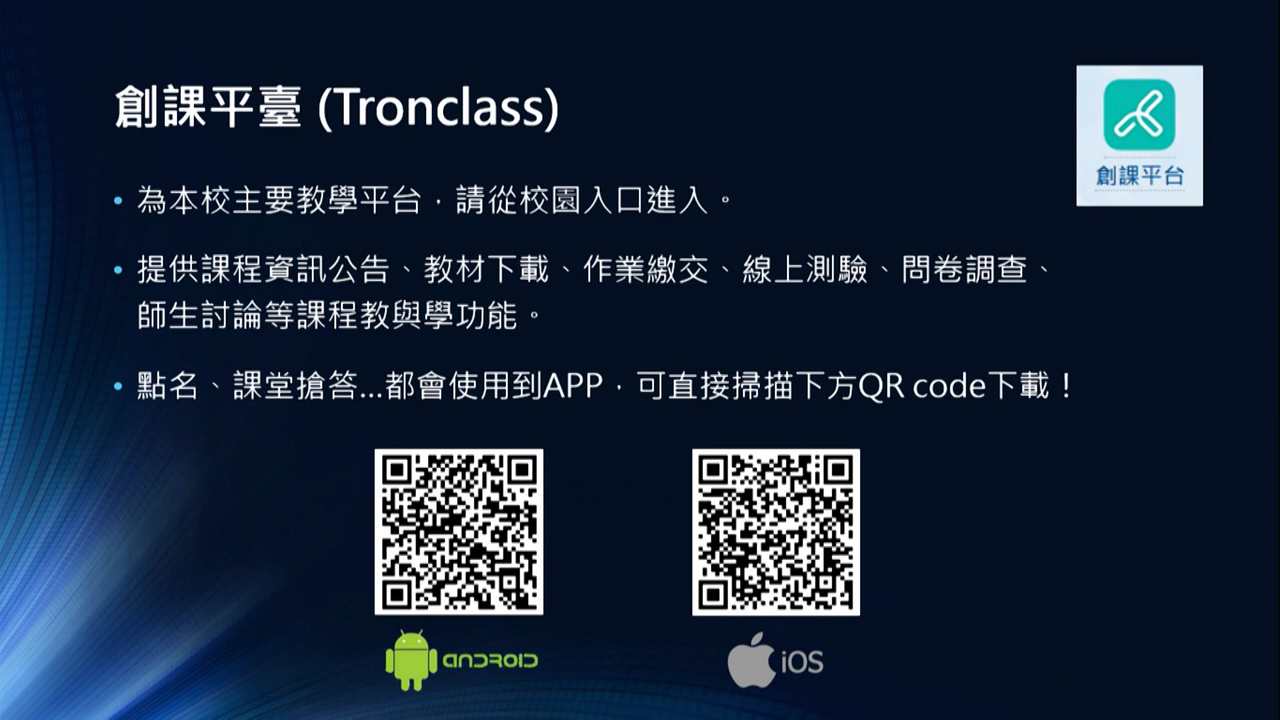 創課平臺 (Tronclass)
創課平台
為本校主要教學平台，請從校園入口進入。
提供課程資訊公告、教材下載、作業繳交、線上測驗、問卷調查、
師生討論等課程教與學功能。
點名、課堂搶答…都會使用到APP，可直接掃描下方QR code下載！
ANDROID
iOS